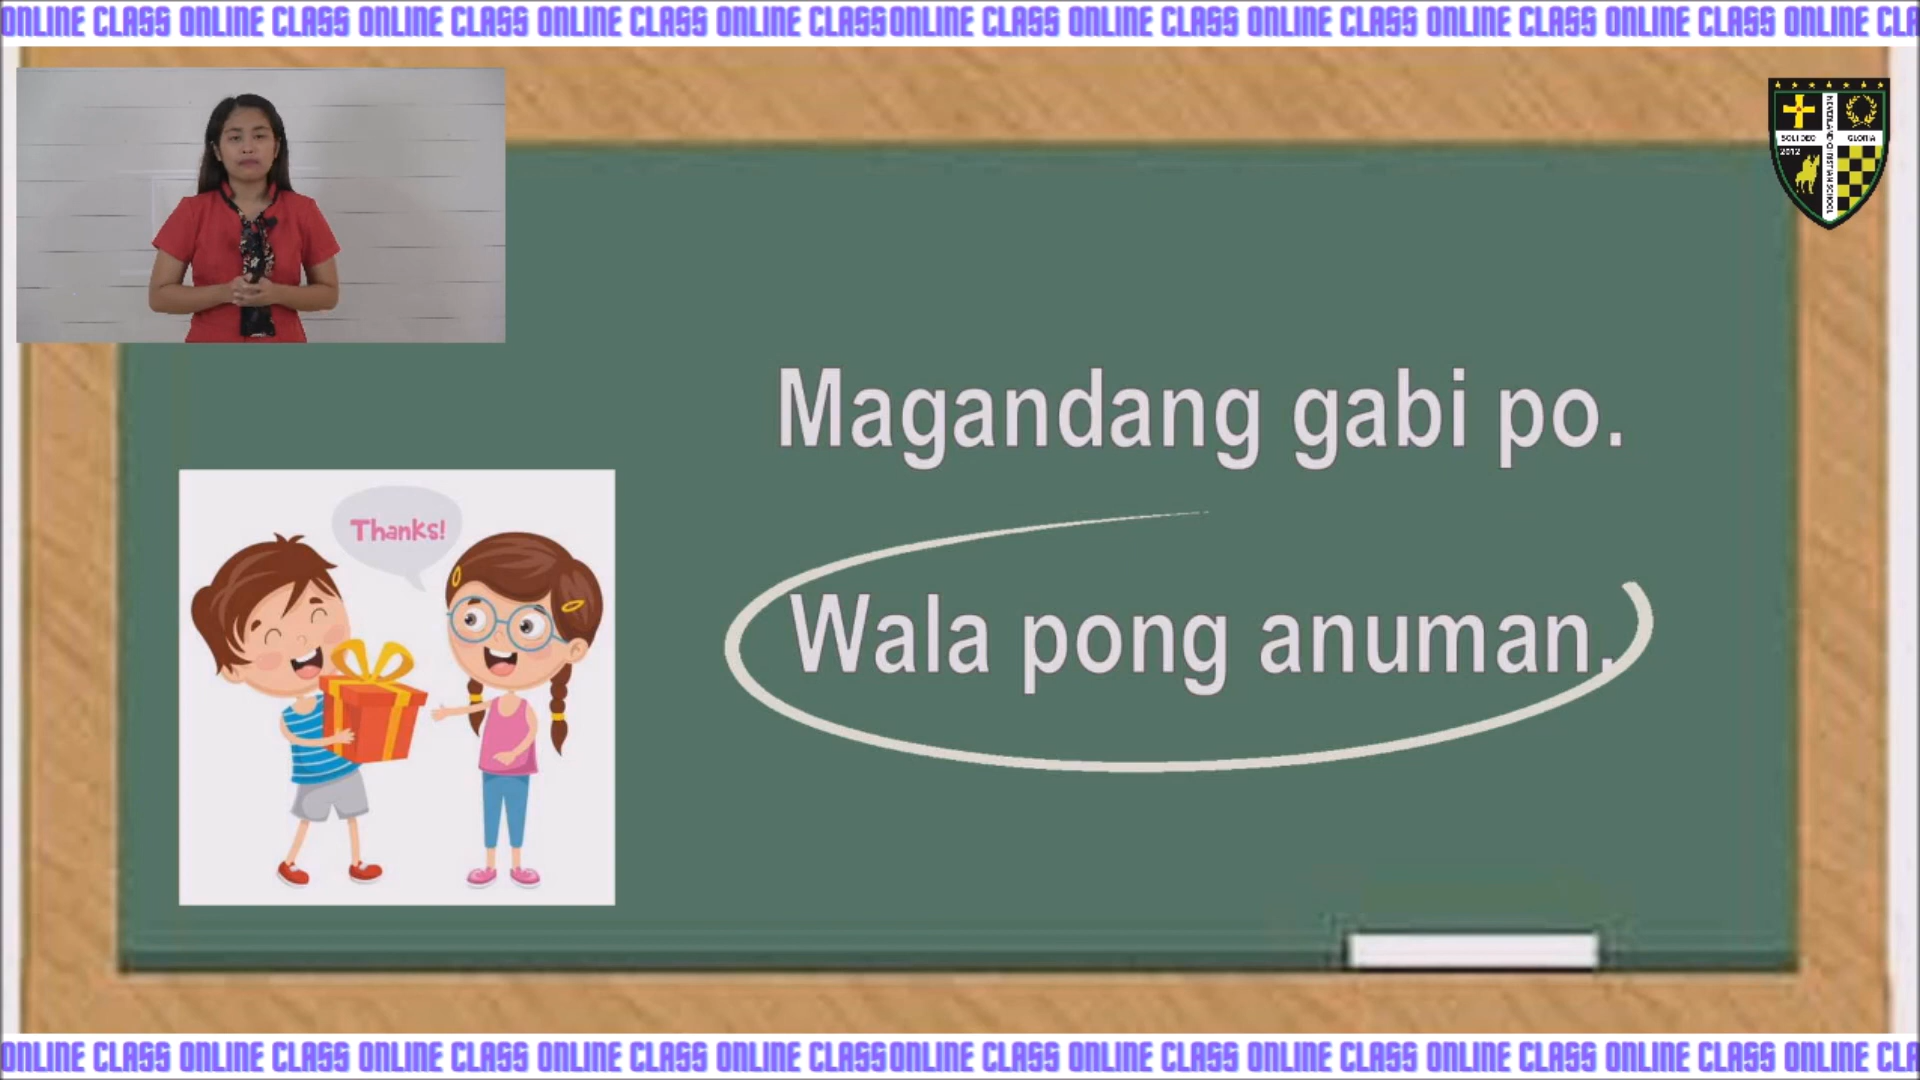 ONLINE CLASS ONLINE CLASS ONLINE CLASS ONLINE CLASS ONLINE CLASS ONLINE CLASS ONLINE CLASS ONLINE CLASS ONLINE CLASS ONLINE CLASS ONLINE CLA
SOLI DEO GLORIA
2012
Magandang gabi po.
Thanks!
Wala pong anuman.
ONLINE CLASS ONLINE CLASS ONLINE CLASS ONLINE CLASS ONLINE CLASS ONLINE CLASS ONLINE CLASS ONLINE CLASS ONLINE CLASS ONLINE CLASS ONLINE CLA